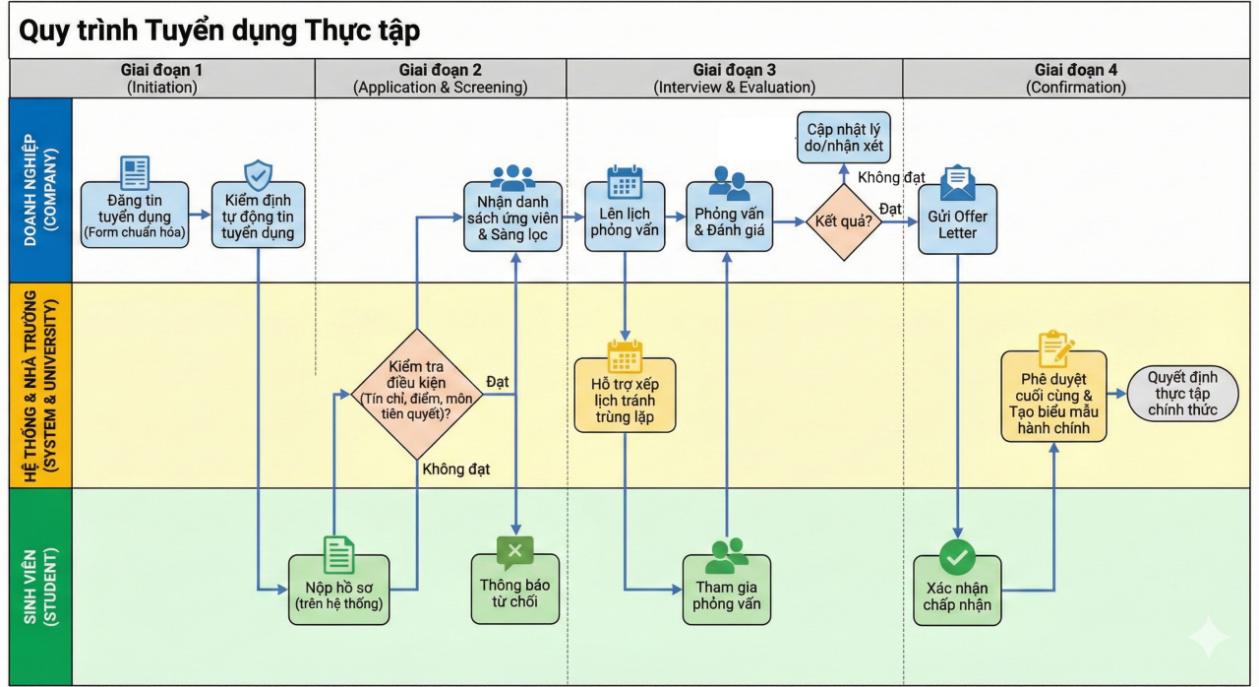 Quy trình Tuyển dụng Thực tập
Giai đoạn 1
(Initiation)
Giai đoạn 2
(Application & Screening)
Giai đoạn 3
(Interview & Evaluation)
Giai đoạn 4
(Confirmation)
DOANH NGHIỆP
(COMPANY)
Đăng tin
tuyển dụng
(Form chuẩn hóa)
Kiểm định
tự động tin
tuyển dụng
Nhận danh
sách ứng viên
& Sàng lọc
Lên lịch
phỏng vấn
Phỏng vấn
& Đánh giá
Cập nhật lý
do/nhận xét
Không đạt
Kết quả?
Đạt
Gửi Offer
Letter
HỆ THỐNG & NHÀ TRƯỜNG
(SYSTEM & UNIVERSITY)
Kiểm tra
điều kiện
(Tín chỉ, điểm, môn
tiên quyết)?
Đạt
Không đạt
Hỗ trợ xếp
lịch tránh
trùng lặp
Phê duyệt
cuối cùng &
Tạo biểu mẫu
hành chính
Quyết định
thực tập
chính thức
SINH VIÊN
(STUDENT)
Nộp hồ sơ
(trên hệ thống)
Thông báo
từ chối
Tham gia
phỏng vấn
Xác nhận
chấp nhận